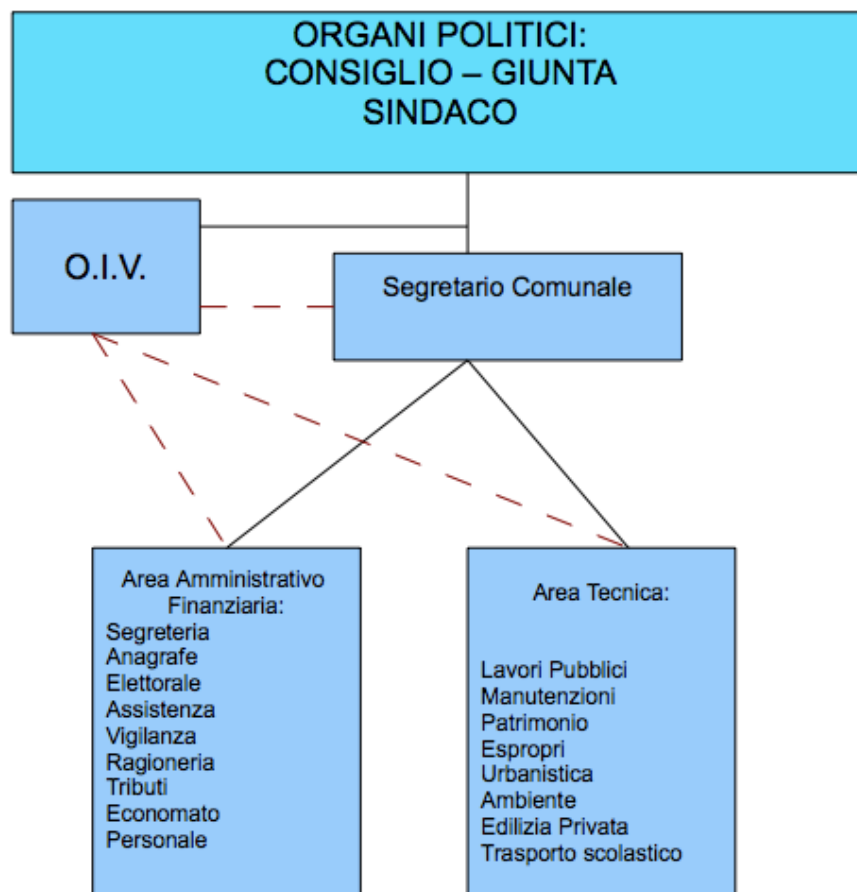 ORGANI POLITICI:
CONSIGLIO – GIUNTA
SINDACO
O.I.V.
Segretario Comunale
Area Amministrativo
Finanziaria:
Segreteria
Anagrafe
Elettorale
Assistenza
Vigilanza
Ragioneria
Tributi
Economato
Personale
Area Tecnica:
Lavori Pubblici
Manutenzioni
Patrimonio
Espropri
Urbanistica
Ambiente
Edilizia Privata
Trasporto scolastico